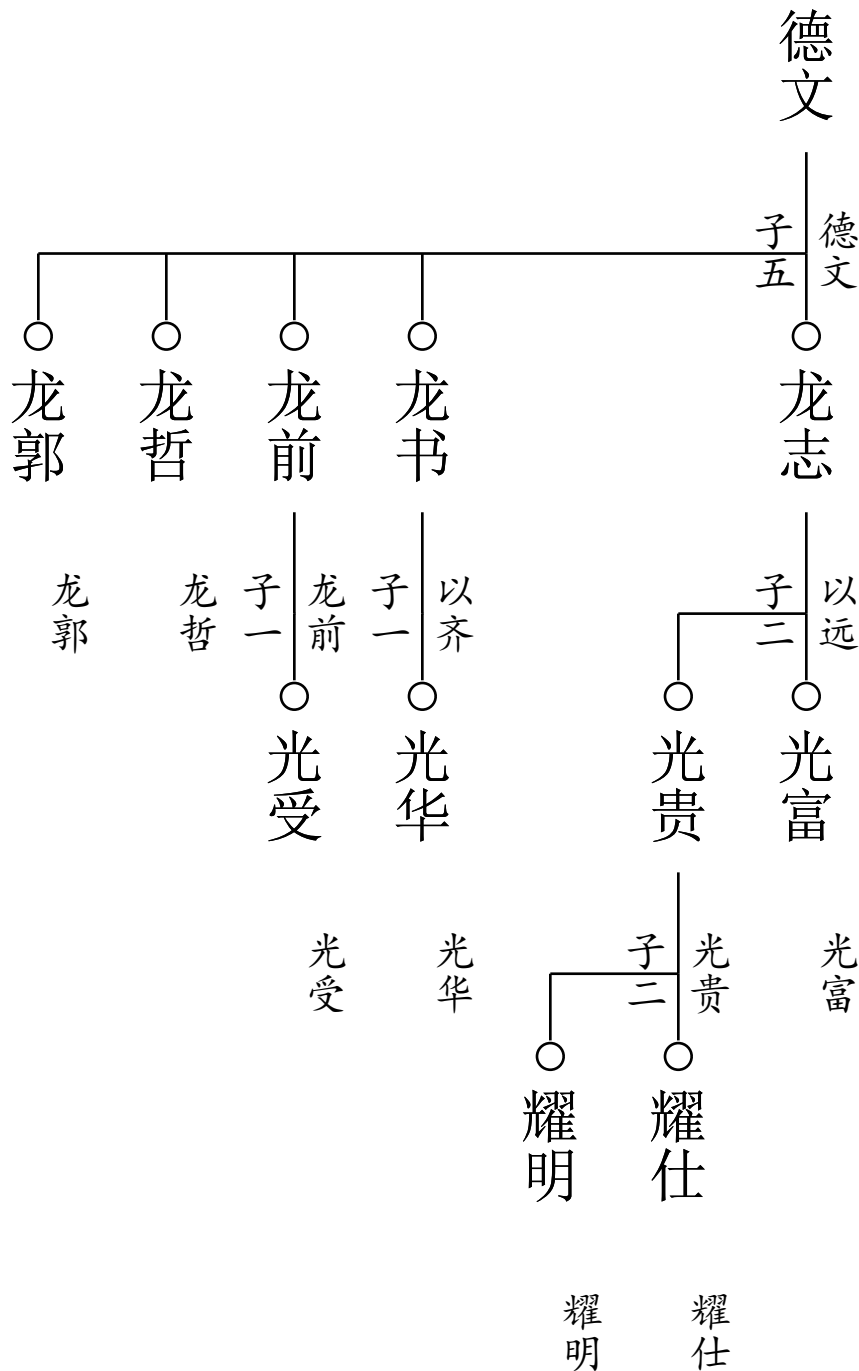 德文
德文
子五
龙志
龙书
龙前
龙哲
龙郭
以远
子二
以齐
子一
龙前
子一
龙哲
龙郭
光富
光贵
光华
光受
光富
光贵
子二
光华
光受
耀仕
耀明
耀仕
耀明